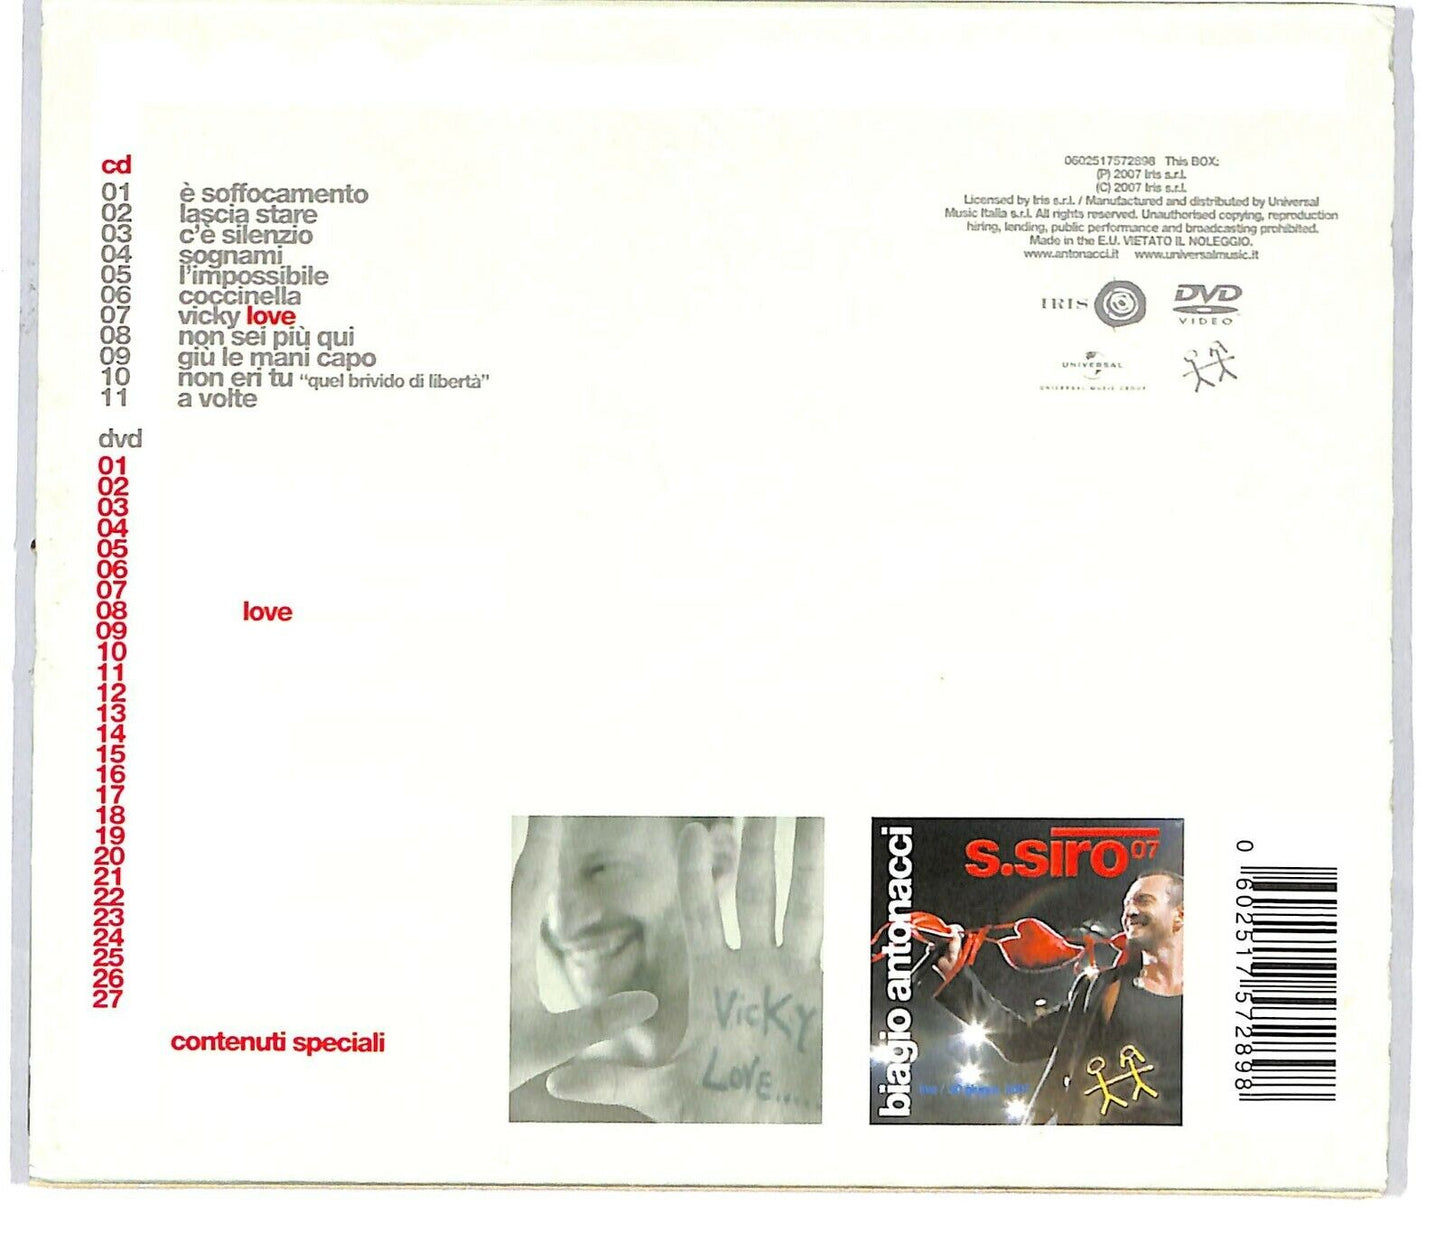 cd
01 è soffocamento
02 lascia stare
03 c'è silenzio
04 sognami
05 l'impossibile
06 coccinella
07 vicky love
08 non sei più qui
09 giù le mani capo
10 non eri tu "quel brivido di libertà"
11 a volte
dvd
01
02
03
04
05
06
07
08 love
09
10
11
12
13
14
15
16
17
18
19
20
21
22
23
24
25
26
27
contenuti speciali
0602517572898 This BOX:
(P) 2007 Iris s.r.l.
(C) 2007 Iris s.r.l.
Licensed by Iris s.r.l. / Manufactured and distributed by Universal
Music Italia s.r.l. All rights reserved. Unauthorised copying, reproduction
hiring, lending, public performance and broadcasting prohibited.
Made in the E.U. VIETATO IL NOLEGGIO.
www.antonacci.it www.universalmusic.it
IRIS
DVD
VIDEO
UNIVERSAL
UNIVERSAL MUSIC GROUP
VICKY
LOVE.....
biagio antonacci
s.siro 07
0 602517 572898